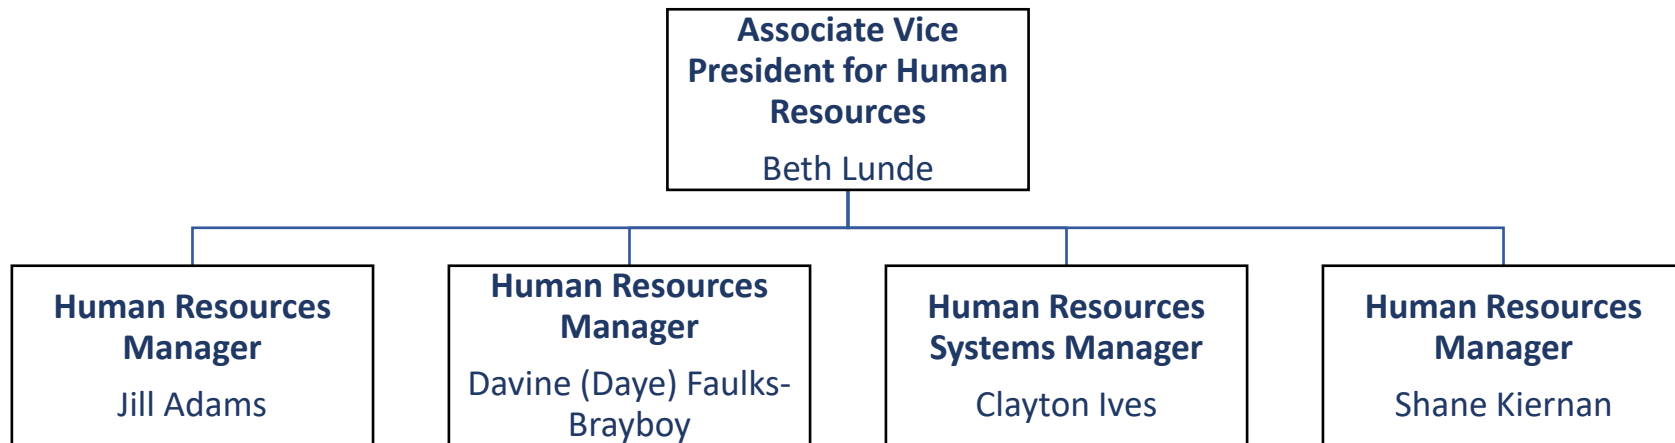 Associate Vice
President for Human
Resources
Beth Lunde
Human Resources
Manager
Jill Adams
Human Resources
Manager
Davine (Daye) Faulks-
Brayboy
Human Resources
Systems Manager
Clayton Ives
Human Resources
Manager
Shane Kiernan